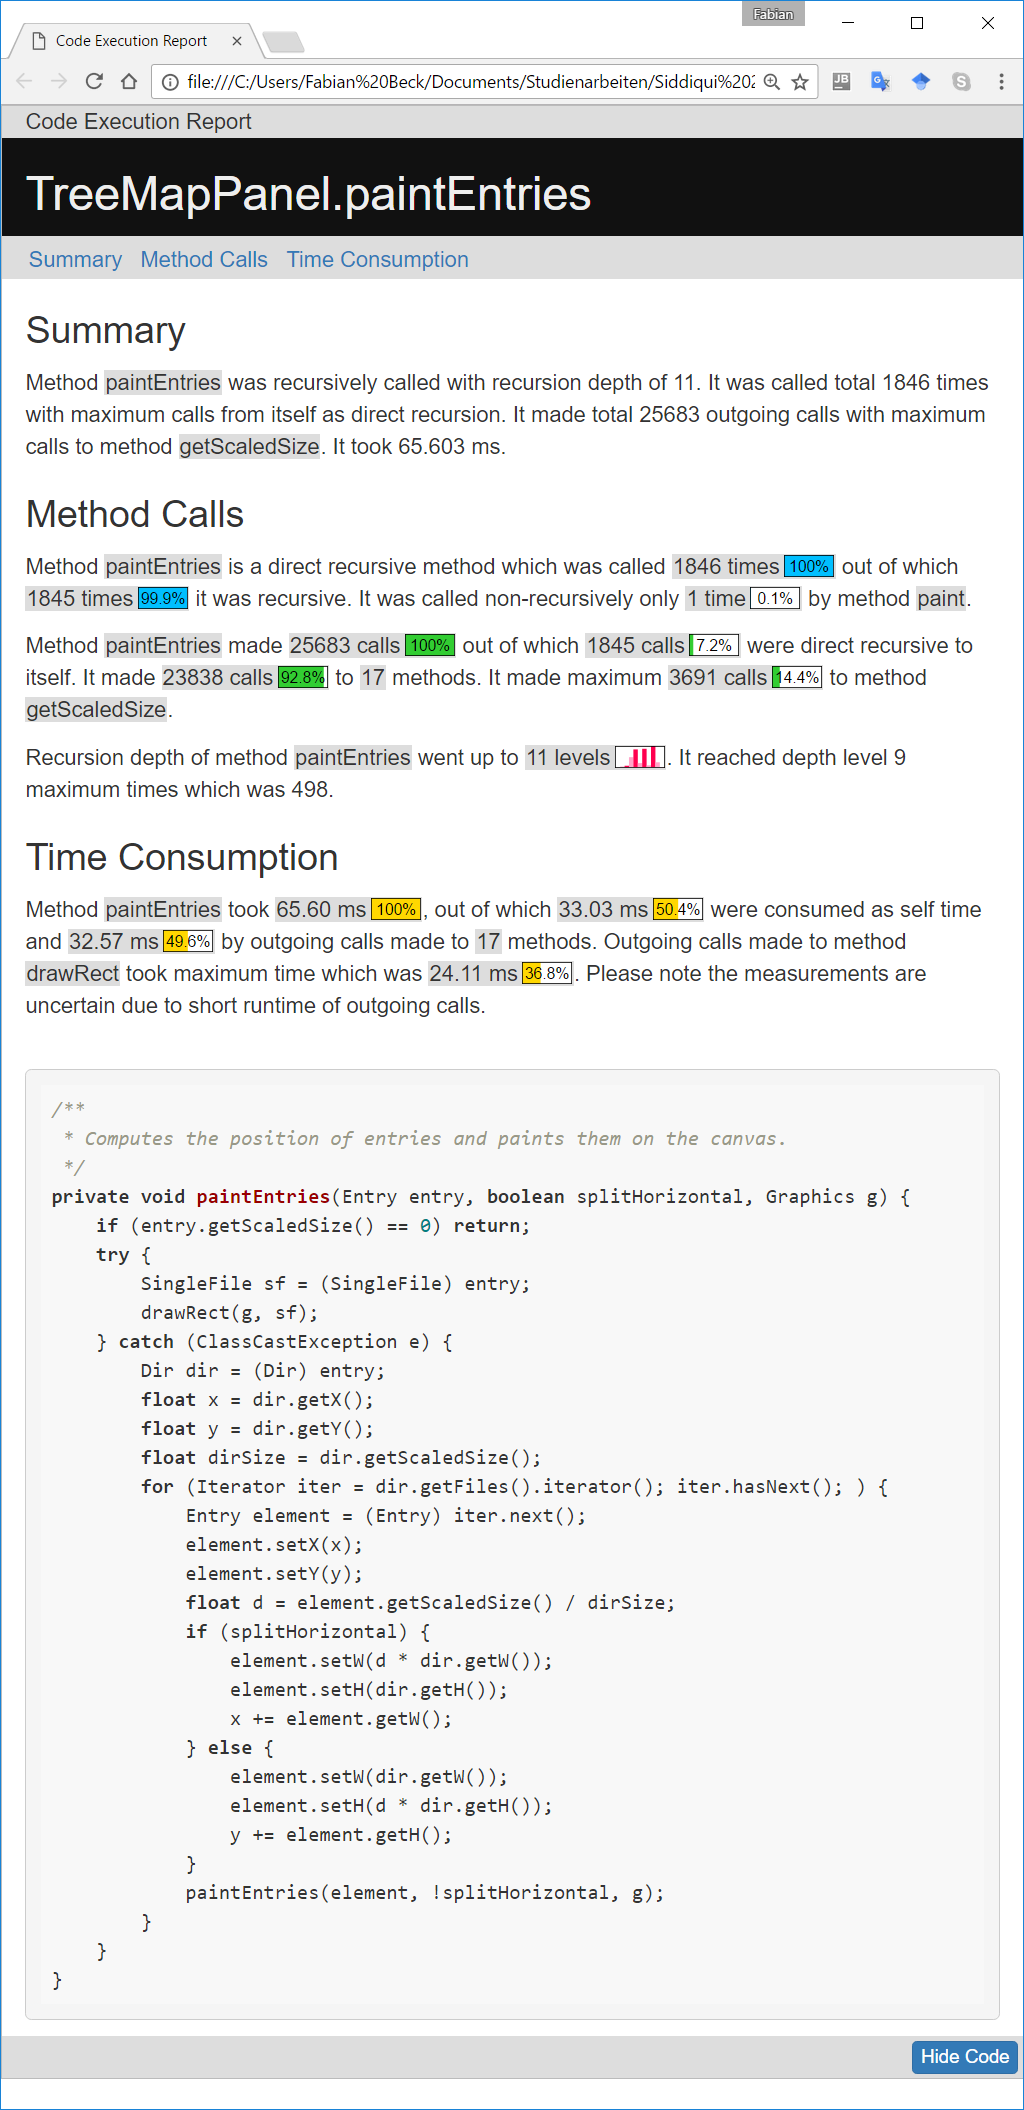 Fabian
Code Execution Report
file:///C:/Users/Fabian%20Beck/Documents/Studienarbeiten/Siddiqui%20
JB
Code Execution Report
TreeMapPanel.paintEntries
Summary Method Calls Time Consumption
Summary
Method paintEntries was recursively called with recursion depth of 11. It was called total 1846 times
with maximum calls from itself as direct recursion. It made total 25683 outgoing calls with maximum
calls to method getScaledSize. It took 65.603 ms.
Method Calls
Method paintEntries is a direct recursive method which was called 1846 times 100% out of which
1845 times 99.9% it was recursive. It was called non-recursively only 1 time 0.1% by method paint.
Method paintEntries made 25683 calls 100% out of which 1845 calls 7.2% were direct recursive to
itself. It made 23838 calls 92.8% to 17 methods. It made maximum 3691 calls 14.4% to method
getScaledSize.
Recursion depth of method paintEntries went up to 11 levels. It reached depth level 9
maximum times which was 498.
Time Consumption
Method paintEntries took 65.60 ms 100%, out of which 33.03 ms 50.4% were consumed as self time
and 32.57 ms 49.6% by outgoing calls made to 17 methods. Outgoing calls made to method
drawRect took maximum time which was 24.11 ms 36.8%. Please note the measurements are
uncertain due to short runtime of outgoing calls.
/**
 * Computes the position of entries and paints them on the canvas.
 */
private void paintEntries(Entry entry, boolean splitHorizontal, Graphics g) {
    if (entry.getScaledSize() == 0) return;
    try {
        SingleFile sf = (SingleFile) entry;
        drawRect(g, sf);
    } catch (ClassCastException e) {
        Dir dir = (Dir) entry;
        float x = dir.getX();
        float y = dir.getY();
        float dirSize = dir.getScaledSize();
        for (Iterator iter = dir.getFiles().iterator(); iter.hasNext(); ) {
            Entry element = (Entry) iter.next();
            element.setX(x);
            element.setY(y);
            float d = element.getScaledSize() / dirSize;
            if (splitHorizontal) {
                element.setW(d * dir.getW());
                element.setH(dir.getH());
                x += element.getW();
            } else {
                element.setW(dir.getW());
                element.setH(d * dir.getH());
                y += element.getH();
            }
            paintEntries(element, !splitHorizontal, g);
        }
    }
}
Hide Code